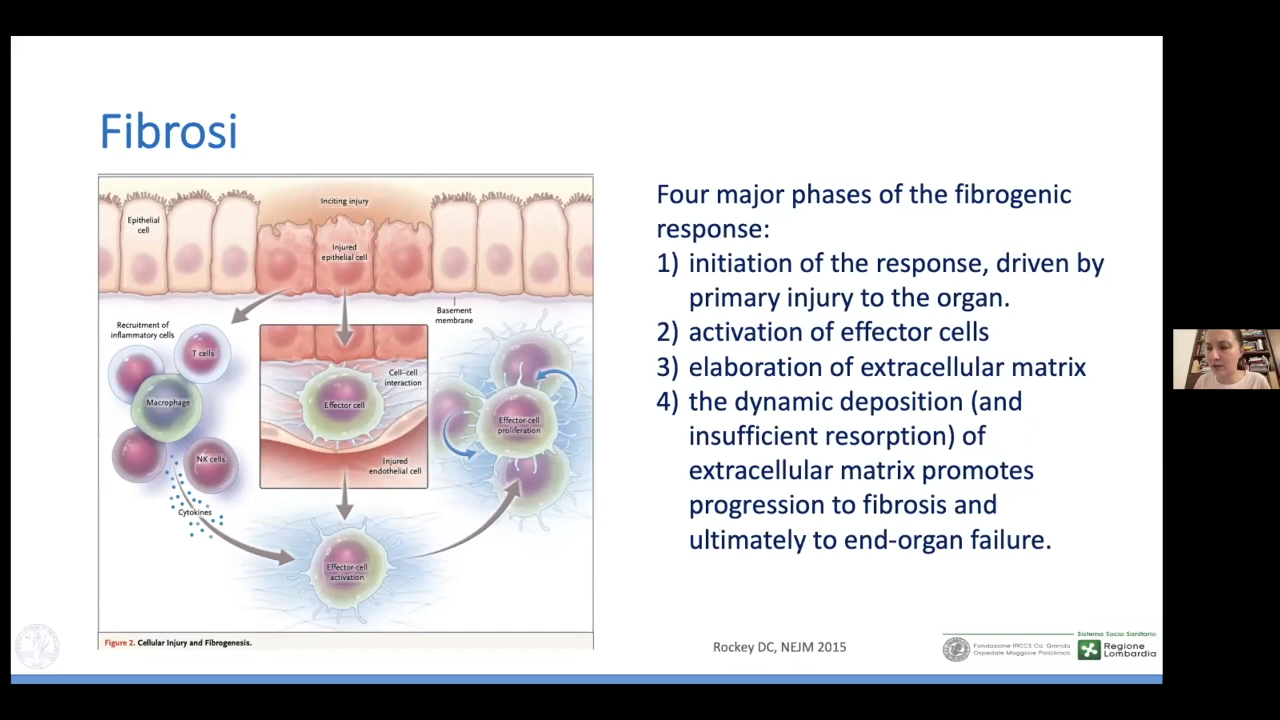 Fibrosi
Inciting injury
Epithelial
cell
Injured
epithelial cell
Basement
membrane
Recruitment of
inflammatory cells
T cells
Macrophage
NK cells
Cytokines
Cell–cell
interaction
Effector cell
Injured
endothelial cell
Effector-cell
proliferation
Effector-cell
activation
Figure 2. Cellular Injury and Fibrogenesis.
Four major phases of the fibrogenic
response:
1) initiation of the response, driven by
primary injury to the organ.
2) activation of effector cells
3) elaboration of extracellular matrix
4) the dynamic deposition (and
insufficient resorption) of
extracellular matrix promotes
progression to fibrosis and
ultimately to end-organ failure.
Rockey DC, NEJM 2015
Fondazione IRCCS Ca' Granda
Ospedale Maggiore Policlinico
Sistema Socio Sanitario
Regione
Lombardia